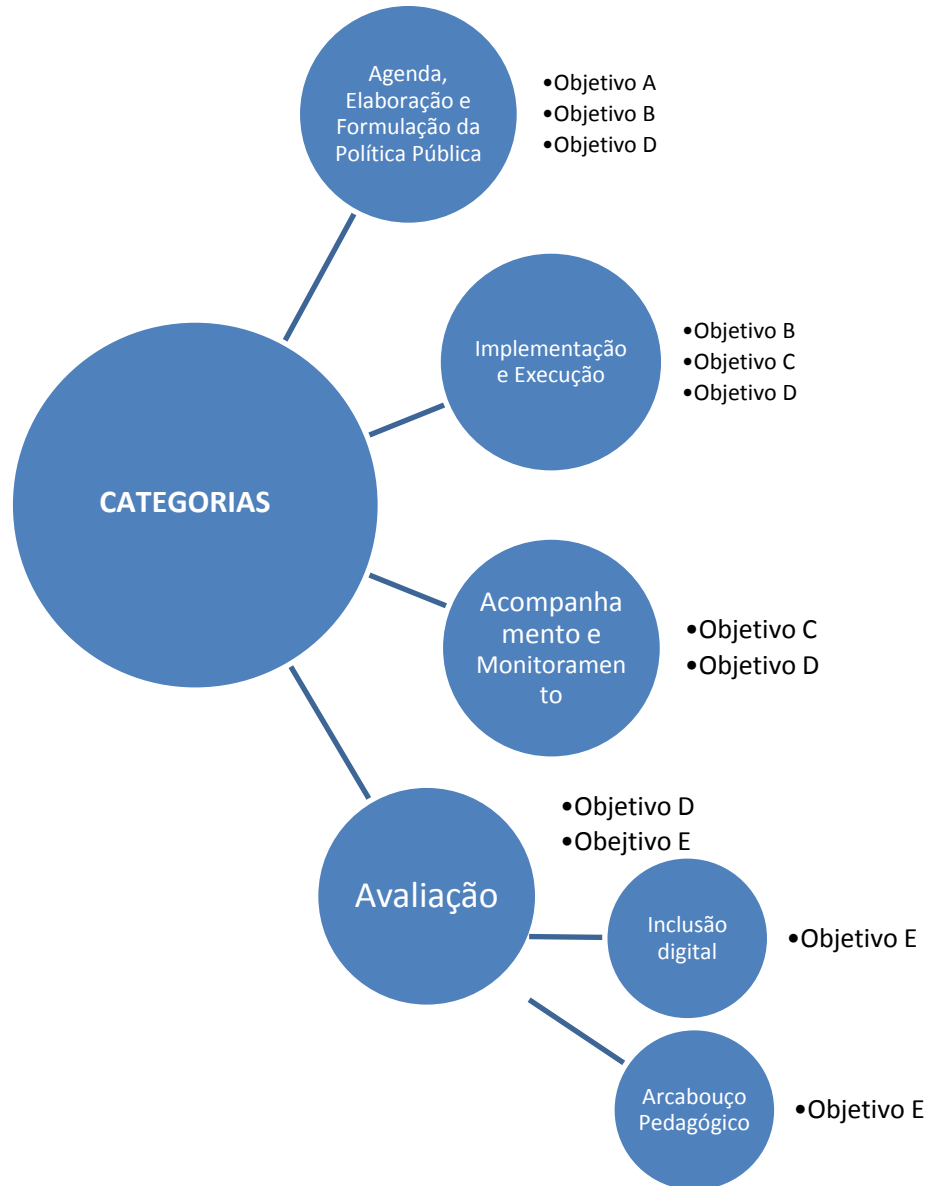 Agenda,
Elaboração e
Formulação da
Política Pública
•Objetivo A
•Objetivo B
•Objetivo D
Implementação
e Execução
•Objetivo B
•Objetivo C
•Objetivo D
CATEGORIAS
Acompanha
mento e
Monitoramen
to
•Objetivo C
•Objetivo D
Avaliação
•Objetivo D
•Obejtivo E
Inclusão
digital
•Objetivo E
Arcabouço
Pedagógico
•Objetivo E